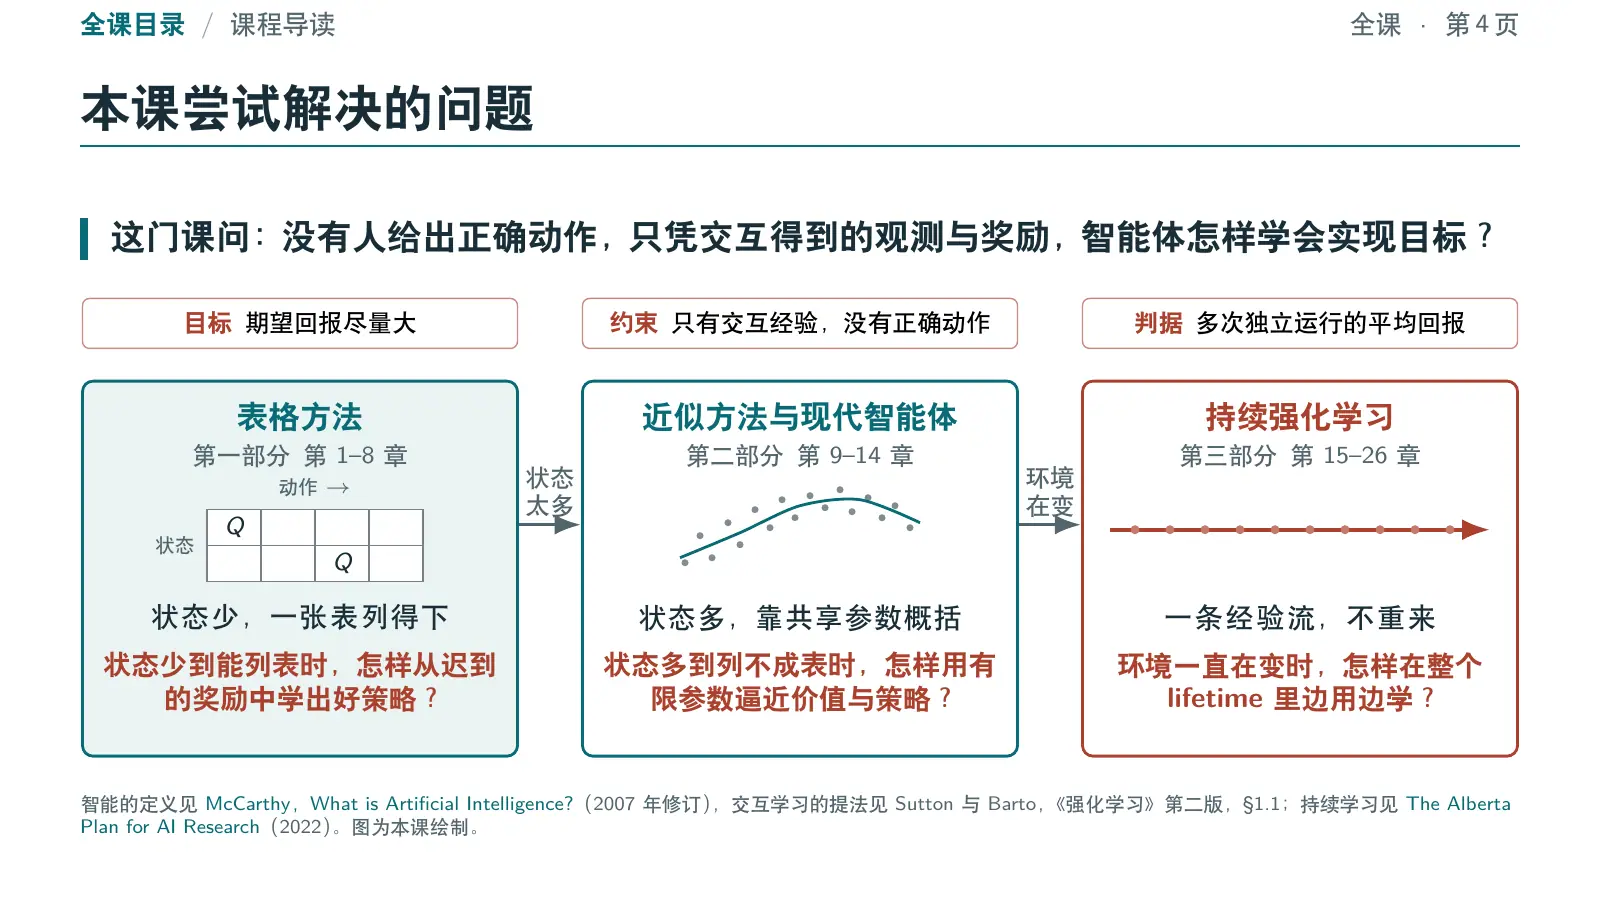 全课目录 / 课程导读
全课 · 第 4 页
本课尝试解决的问题
这门课问：没有人给出正确动作，只凭交互得到的观测与奖励，智能体怎样学会实现目标？
目标 期望回报尽量大
约束 只有交互经验，没有正确动作
判据 多次独立运行的平均回报
表格方法
第一部分 第 1–8 章
动作 →
状态
Q
Q
状态少，一张表列得下
状态少到能列表时，怎样从迟到
的奖励中学出好策略？
状态
太多
近似方法与现代智能体
第二部分 第 9–14 章
状态多，靠共享参数概括
状态多到列不成表时，怎样用有
限参数逼近价值与策略？
环境
在变
持续强化学习
第三部分 第 15–26 章
一条经验流，不重来
环境一直在变时，怎样在整个
lifetime 里边用边学？
智能的定义见 McCarthy，What is Artificial Intelligence?（2007 年修订），交互学习的提法见 Sutton 与 Barto，《强化学习》第二版，§1.1；持续学习见 The Alberta
Plan for AI Research（2022）。图为本课绘制。